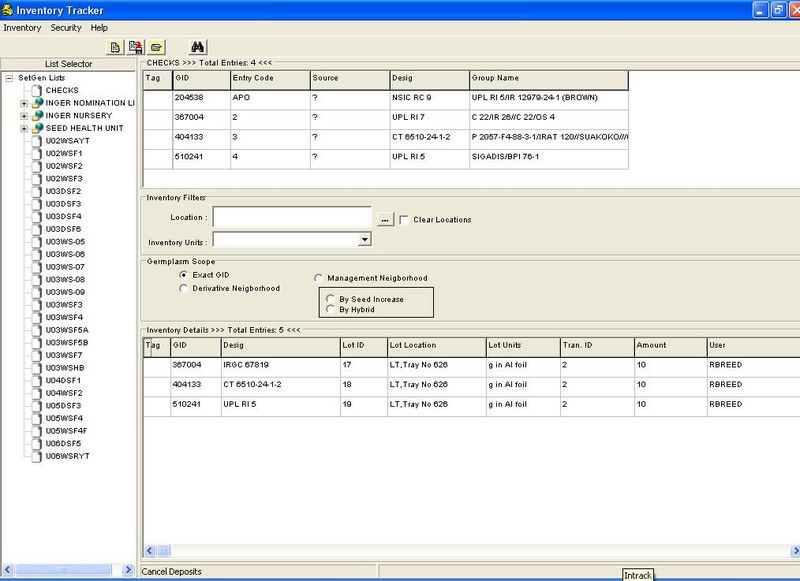 Inventory Tracker
Inventory Security Help
List Selector
SetGen Lists
CHECKS
INGER NOMINATION LI
INGER NURSERY
SEED HEALTH UNIT
U02WSAYT
U02WSF1
U02WSF2
U02WSF3
U03DSF2
U03DSF3
U03DSF4
U03DSF6
U03WS-05
U03WS-06
U03WS-07
U03WS-08
U03WS-09
U03WSF3
U03WSF4
U03WSF5A
U03WSF5B
U03WSF7
U03WSHB
U04DSF1
U04WSF2
U05DSF3
U05WSF4
U05WSF4F
U06DSF5
U06WSRYT
CHECKS >>> Total Entries: 4 <<<
Tag GID Entry Code Source Desig Group Name
204538 APO ? NSIC RC 9 UPL RI 5/IR 12979-24-1 (BROWN)
367004 2 ? UPL RI 7 C 22/IR 26//C 22/OS 4
404133 3 ? CT 6510-24-1-2 P 2057-F4-88-3-1/IRAT 120//SUAKOKO///
510241 4 ? UPL RI 5 SIGADIS/BPI 76-1
Inventory Filters
Location :
... Clear Locations
Inventory Units :
Germplasm Scope
Exact GID Management Neigborhood
Derivative Neigborhood
By Seed Increase
By Hybrid
Inventory Details >>> Total Entries: 5 <<<
Tag GID Desig Lot ID Lot Location Lot Units Tran. ID Amount User
367004 IRGC 67819 17 LT,Tray No 626 g in Al foil 2 10 RBREED
404133 CT 6510-24-1-2 18 LT,Tray No 626 g in Al foil 2 10 RBREED
510241 UPL RI 5 19 LT,Tray No 626 g in Al foil 2 10 RBREED
Cancel Deposits
Intrack